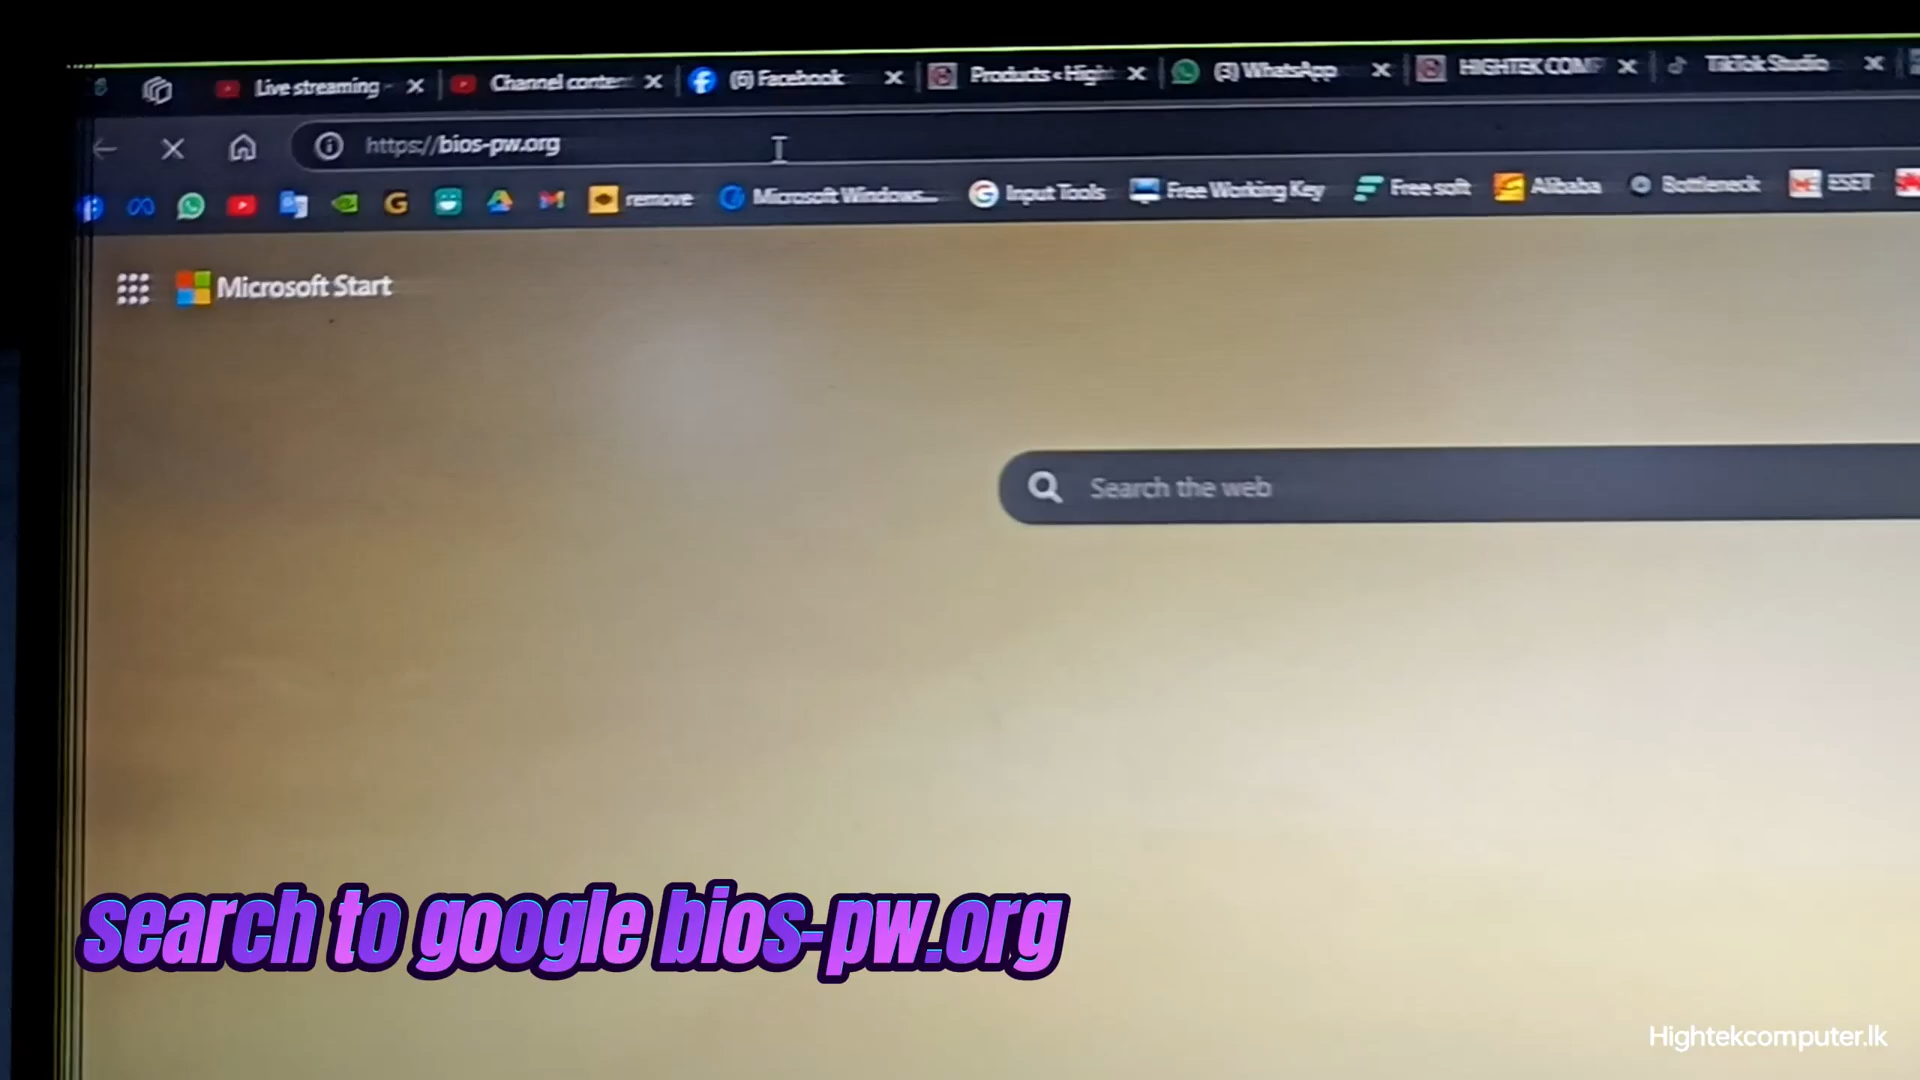 Live streaming -
Channel conten
(6) Facebook
Products « High
(3) WhatsApp
HIGHTEK COMP
TikTok Studio
https://bios-pw.org
remove
Microsoft Windows...
Input Tools
Free Working Key
Free soft
Alibaba
Bottleneck
ESET
Microsoft Start
Search the web
search to google bios-pw.org
Hightekcomputer.lk